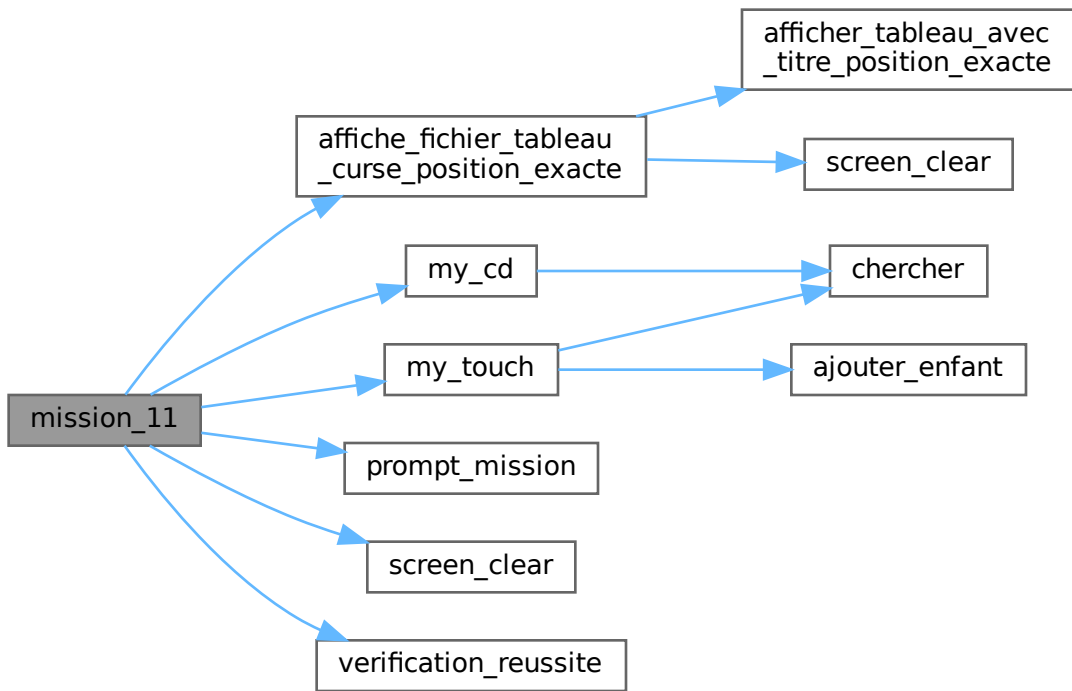 afficher_tableau_avec
_titre_position_exacte
affiche_fichier_tableau
_curse_position_exacte
screen_clear
my_cd
chercher
my_touch
ajouter_enfant
mission_11
prompt_mission
screen_clear
verification_reussite